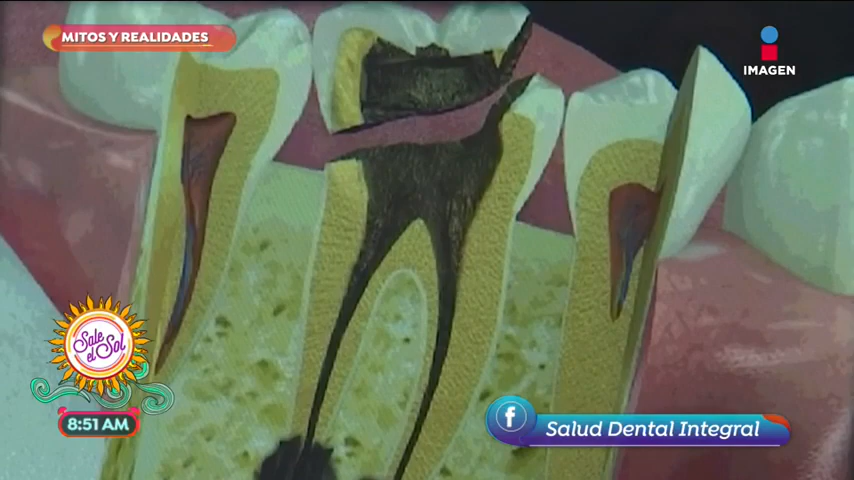 MITOS Y REALIDADES
IMAGEN
Sale
el Sol
8:51 AM
f Salud Dental Integral